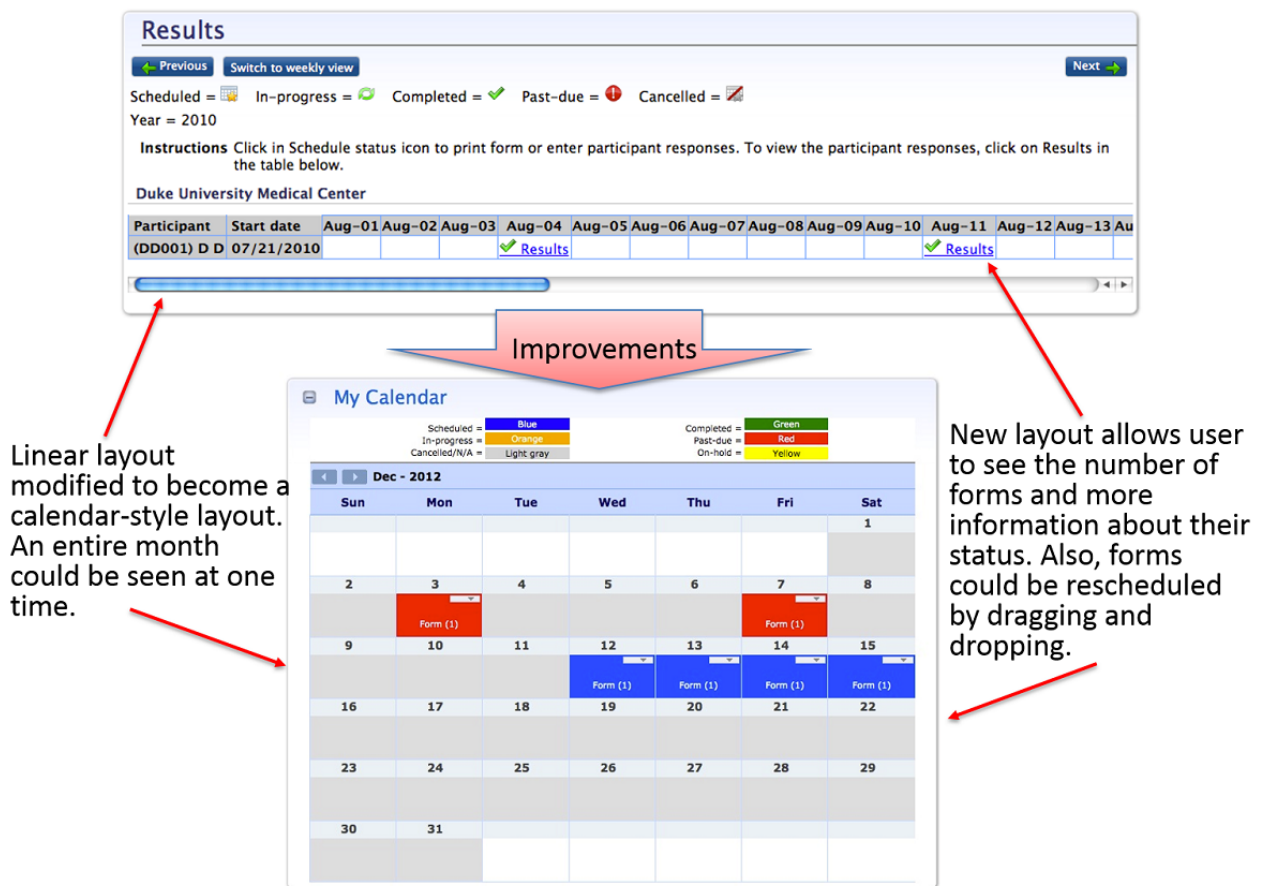 Results
Previous Switch to weekly view Next
Scheduled = In-progress = Completed = Past-due = Cancelled =
Year = 2010
Instructions Click in Schedule status icon to print form or enter participant responses. To view the participant responses, click on Results in
the table below.
Duke University Medical Center
Participant Start date Aug-01 Aug-02 Aug-03 Aug-04 Aug-05 Aug-06 Aug-07 Aug-08 Aug-09 Aug-10 Aug-11 Aug-12 Aug-13 Au
(DD001) D D 07/21/2010 Results Results
Improvements
Linear layout
modified to become a
calendar-style layout.
An entire month
could be seen at one
time.
My Calendar
Scheduled = Blue Completed = Green
In-progress = Orange Past-due = Red
Cancelled/N/A = Light gray On-hold = Yellow
Dec - 2012
Sun Mon Tue Wed Thu Fri Sat
1
2 3 4 5 6 7 8
Form (1) Form (1)
9 10 11 12 13 14 15
Form (1) Form (1) Form (1) Form (1)
16 17 18 19 20 21 22
23 24 25 26 27 28 29
30 31
New layout allows user
to see the number of
forms and more
information about their
status. Also, forms
could be rescheduled
by dragging and
dropping.